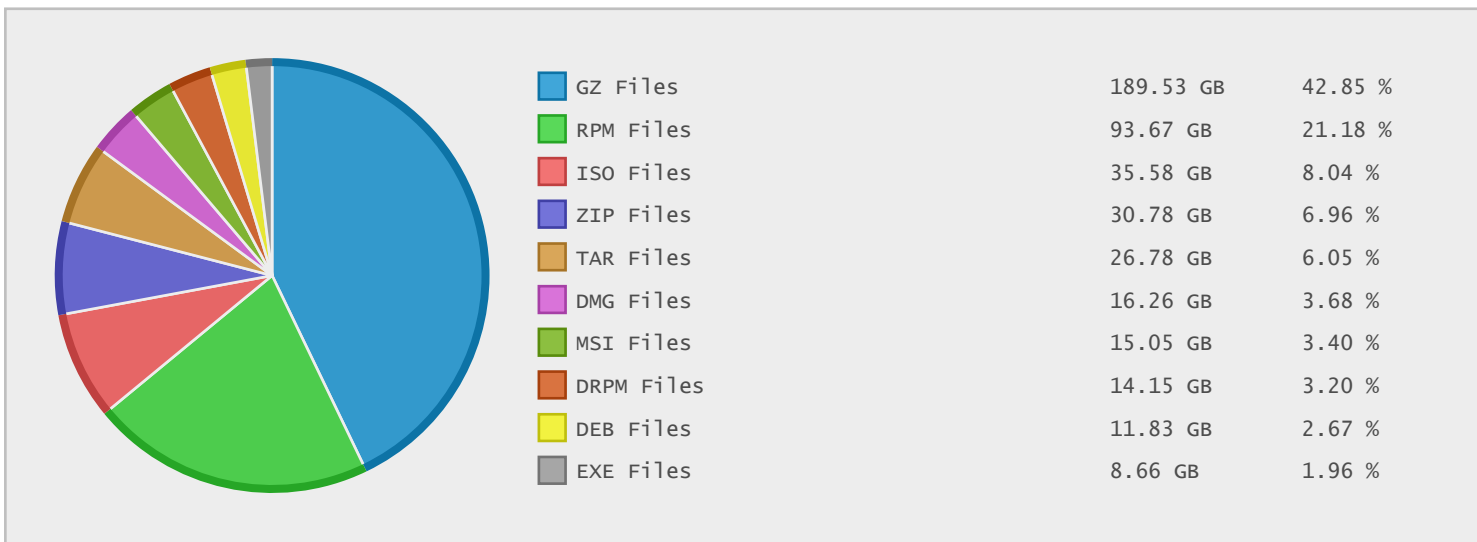 GZ Files 189.53 GB 42.85 %
RPM Files 93.67 GB 21.18 %
ISO Files 35.58 GB 8.04 %
ZIP Files 30.78 GB 6.96 %
TAR Files 26.78 GB 6.05 %
DMG Files 16.26 GB 3.68 %
MSI Files 15.05 GB 3.40 %
DRPM Files 14.15 GB 3.20 %
DEB Files 11.83 GB 2.67 %
EXE Files 8.66 GB 1.96 %